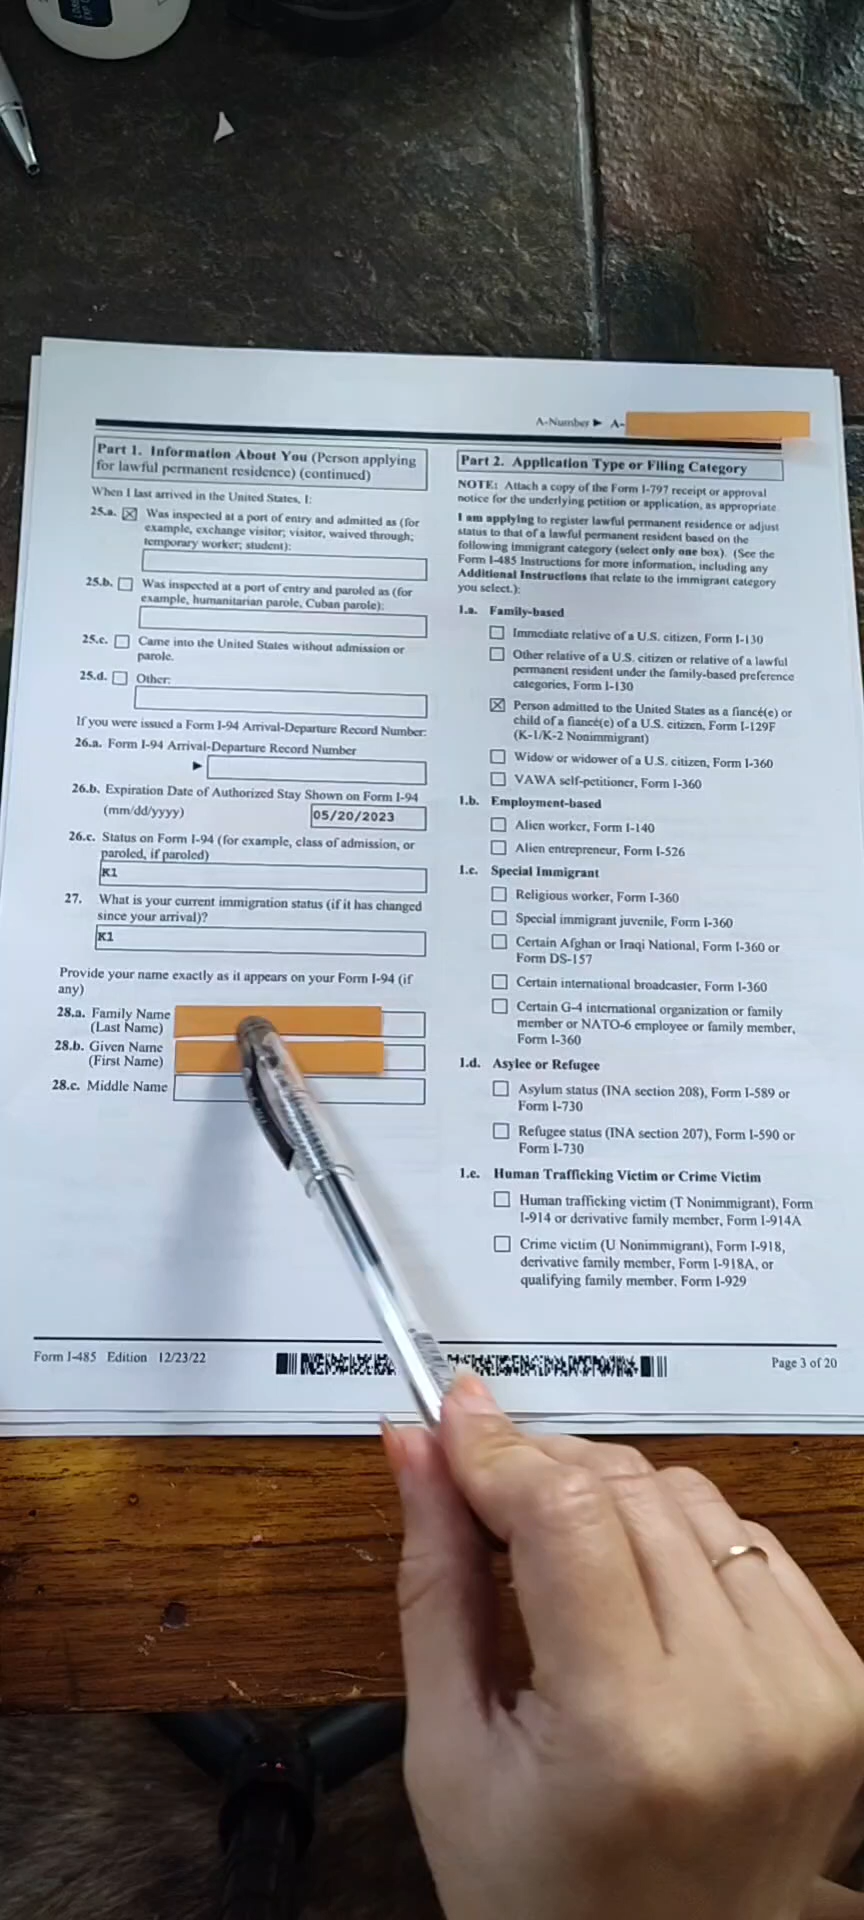 A-Number ► A-
Part 1. Information About You (Person applying
for lawful permanent residence) (continued)
When I last arrived in the United States, I:
25.a. Was inspected at a port of entry and admitted as (for
example, exchange visitor; visitor, waived through;
temporary worker; student):
25.b. Was inspected at a port of entry and paroled as (for
example, humanitarian parole, Cuban parole):
25.c. Came into the United States without admission or
parole.
25.d. Other:
If you were issued a Form I-94 Arrival-Departure Record Number:
26.a. Form I-94 Arrival-Departure Record Number
►
26.b. Expiration Date of Authorized Stay Shown on Form I-94
(mm/dd/yyyy) 05/20/2023
26.c. Status on Form I-94 (for example, class of admission, or
paroled, if paroled)
K1
27. What is your current immigration status (if it has changed
since your arrival)?
K1
Provide your name exactly as it appears on your Form I-94 (if
any)
28.a. Family Name
(Last Name)
28.b. Given Name
(First Name)
28.c. Middle Name
Part 2. Application Type or Filing Category
NOTE: Attach a copy of the Form I-797 receipt or approval
notice for the underlying petition or application, as appropriate.
I am applying to register lawful permanent residence or adjust
status to that of a lawful permanent resident based on the
following immigrant category (select only one box). (See the
Form I-485 Instructions for more information, including any
Additional Instructions that relate to the immigrant category
you select.):
1.a. Family-based
Immediate relative of a U.S. citizen, Form I-130
Other relative of a U.S. citizen or relative of a lawful
permanent resident under the family-based preference
categories, Form I-130
Person admitted to the United States as a fiancé(e) or
child of a fiancé(e) of a U.S. citizen, Form I-129F
(K-1/K-2 Nonimmigrant)
Widow or widower of a U.S. citizen, Form I-360
VAWA self-petitioner, Form I-360
1.b. Employment-based
Alien worker, Form I-140
Alien entrepreneur, Form I-526
1.c. Special Immigrant
Religious worker, Form I-360
Special immigrant juvenile, Form I-360
Certain Afghan or Iraqi National, Form I-360 or
Form DS-157
Certain international broadcaster, Form I-360
Certain G-4 international organization or family
member or NATO-6 employee or family member,
Form I-360
1.d. Asylee or Refugee
Asylum status (INA section 208), Form I-589 or
Form I-730
Refugee status (INA section 207), Form I-590 or
Form I-730
1.e. Human Trafficking Victim or Crime Victim
Human trafficking victim (T Nonimmigrant), Form
I-914 or derivative family member, Form I-914A
Crime victim (U Nonimmigrant), Form I-918,
derivative family member, Form I-918A, or
qualifying family member, Form I-929
Form I-485 Edition 12/23/22
Page 3 of 20